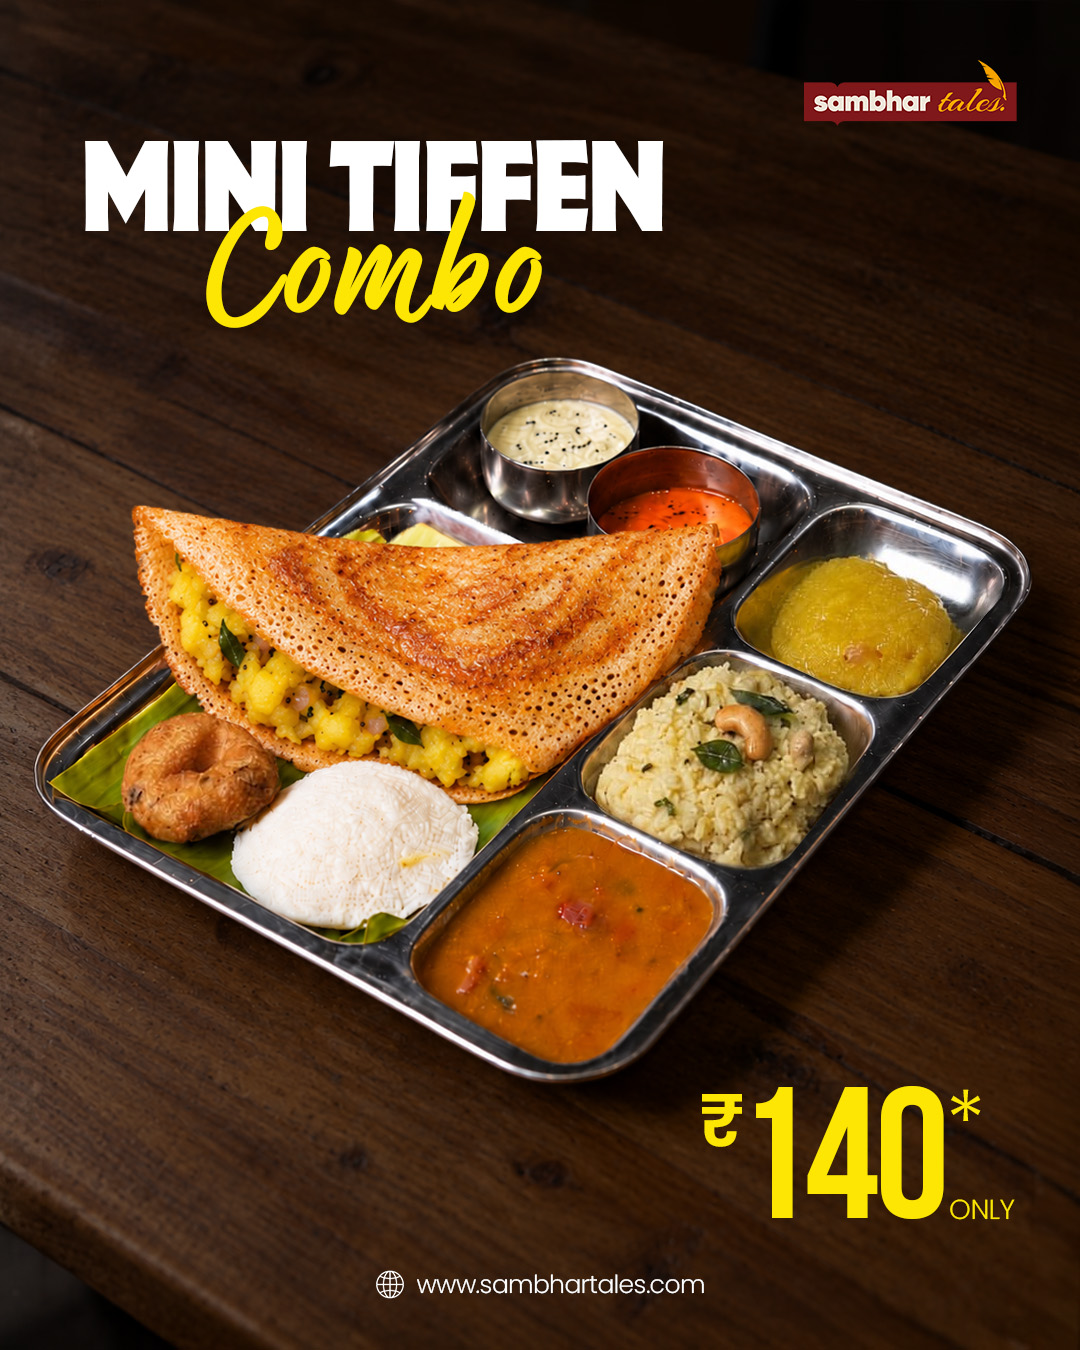 sambhar tales.
MINI TIFFEN
Combo
₹140*
ONLY
www.sambhartales.com